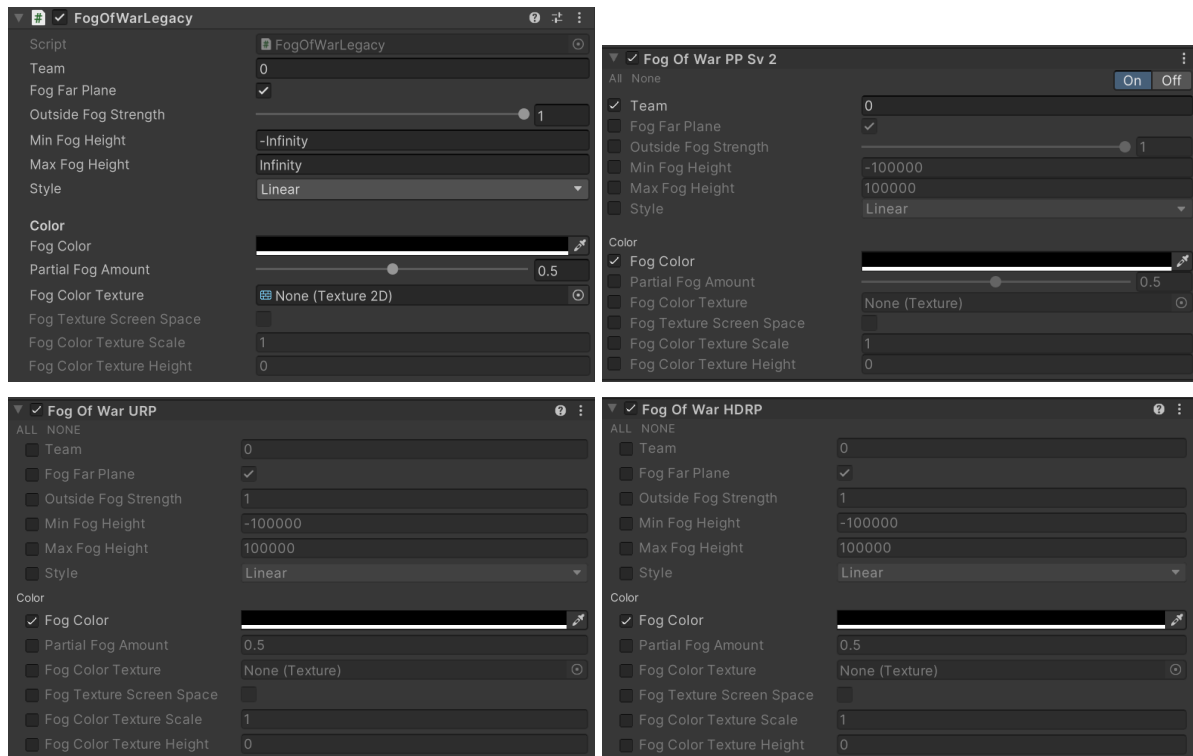 FogOfWarLegacy
Script FogOfWarLegacy
Team 0
Fog Far Plane
Outside Fog Strength 1
Min Fog Height -Infinity
Max Fog Height Infinity
Style Linear
Color
Fog Color
Partial Fog Amount 0.5
Fog Color Texture None (Texture 2D)
Fog Texture Screen Space
Fog Color Texture Scale 1
Fog Color Texture Height 0
Fog Of War PP Sv 2
All None On Off
Team 0
Fog Far Plane
Outside Fog Strength 1
Min Fog Height -100000
Max Fog Height 100000
Style Linear
Color
Fog Color
Partial Fog Amount 0.5
Fog Color Texture None (Texture)
Fog Texture Screen Space
Fog Color Texture Scale 1
Fog Color Texture Height 0
Fog Of War URP
ALL NONE
Team 0
Fog Far Plane
Outside Fog Strength 1
Min Fog Height -100000
Max Fog Height 100000
Style Linear
Color
Fog Color
Partial Fog Amount 0.5
Fog Color Texture None (Texture)
Fog Texture Screen Space
Fog Color Texture Scale 1
Fog Color Texture Height 0
Fog Of War HDRP
ALL NONE
Team 0
Fog Far Plane
Outside Fog Strength 1
Min Fog Height -100000
Max Fog Height 100000
Style Linear
Color
Fog Color
Partial Fog Amount 0.5
Fog Color Texture None (Texture)
Fog Texture Screen Space
Fog Color Texture Scale 1
Fog Color Texture Height 0